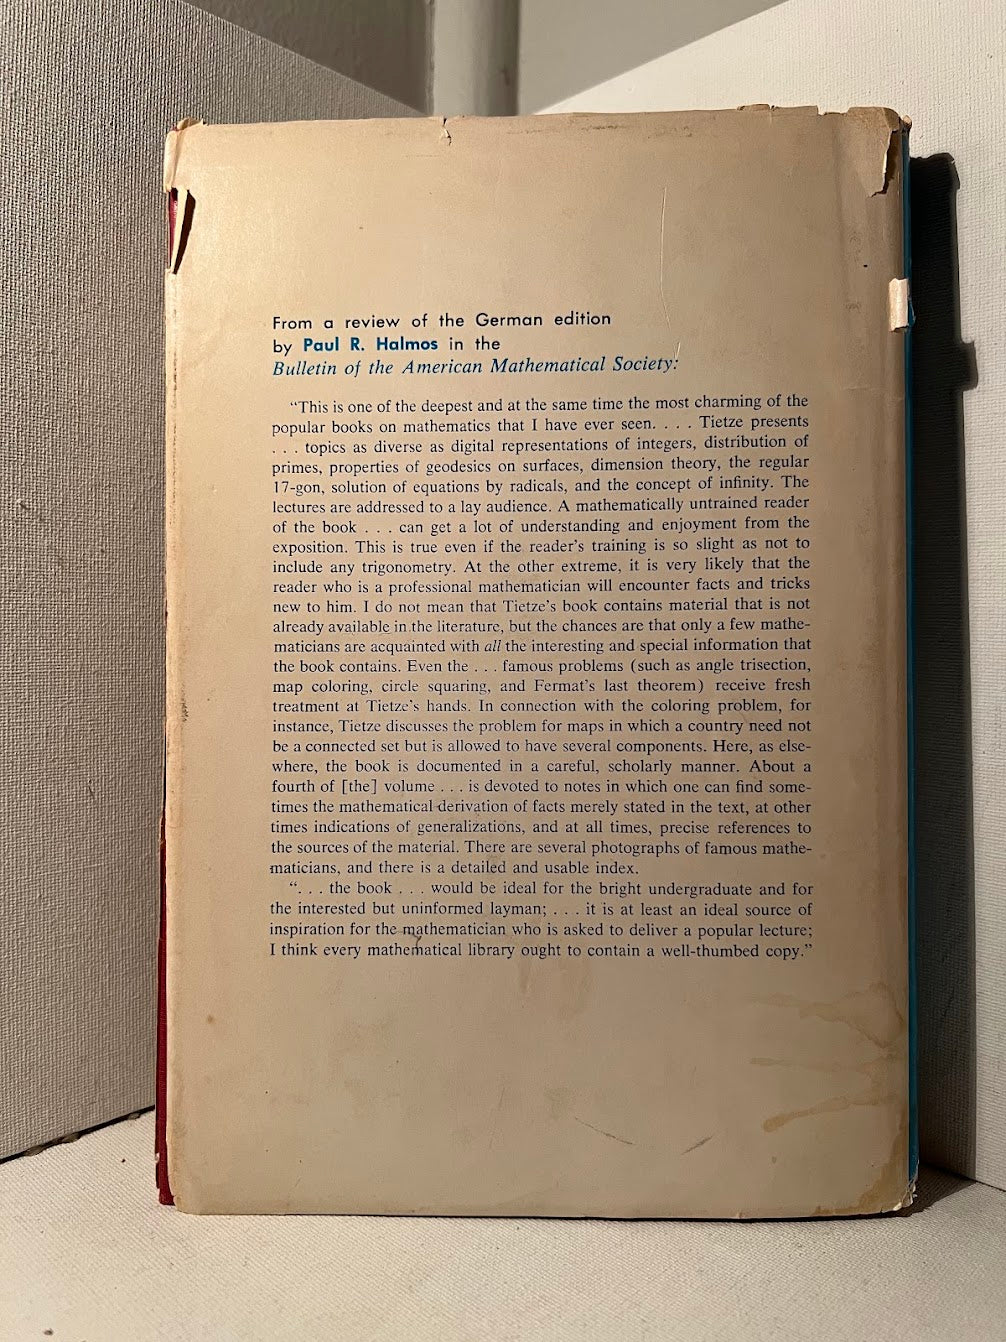 From a review of the German edition
by Paul R. Halmos in the
Bulletin of the American Mathematical Society:
“This is one of the deepest and at the same time the most charming of the
popular books on mathematics that I have ever seen. . . . Tietze presents
. . . topics as diverse as digital representations of integers, distribution of
primes, properties of geodesics on surfaces, dimension theory, the regular
17-gon, solution of equations by radicals, and the concept of infinity. The
lectures are addressed to a lay audience. A mathematically untrained reader
of the book . . . can get a lot of understanding and enjoyment from the
exposition. This is true even if the reader’s training is so slight as not to
include any trigonometry. At the other extreme, it is very likely that the
reader who is a professional mathematician will encounter facts and tricks
new to him. I do not mean that Tietze’s book contains material that is not
already available in the literature, but the chances are that only a few mathe-
maticians are acquainted with all the interesting and special information that
the book contains. Even the . . . famous problems (such as angle trisection,
map coloring, circle squaring, and Fermat’s last theorem) receive fresh
treatment at Tietze’s hands. In connection with the coloring problem, for
instance, Tietze discusses the problem for maps in which a country need not
be a connected set but is allowed to have several components. Here, as else-
where, the book is documented in a careful, scholarly manner. About a
fourth of [the] volume . . . is devoted to notes in which one can find some-
times the mathematical derivation of facts merely stated in the text, at other
times indications of generalizations, and at all times, precise references to
the sources of the material. There are several photographs of famous mathe-
maticians, and there is a detailed and usable index.
“. . . the book . . . would be ideal for the bright undergraduate and for
the interested but uninformed layman; . . . it is at least an ideal source of
inspiration for the mathematician who is asked to deliver a popular lecture;
I think every mathematical library ought to contain a well-thumbed copy.”